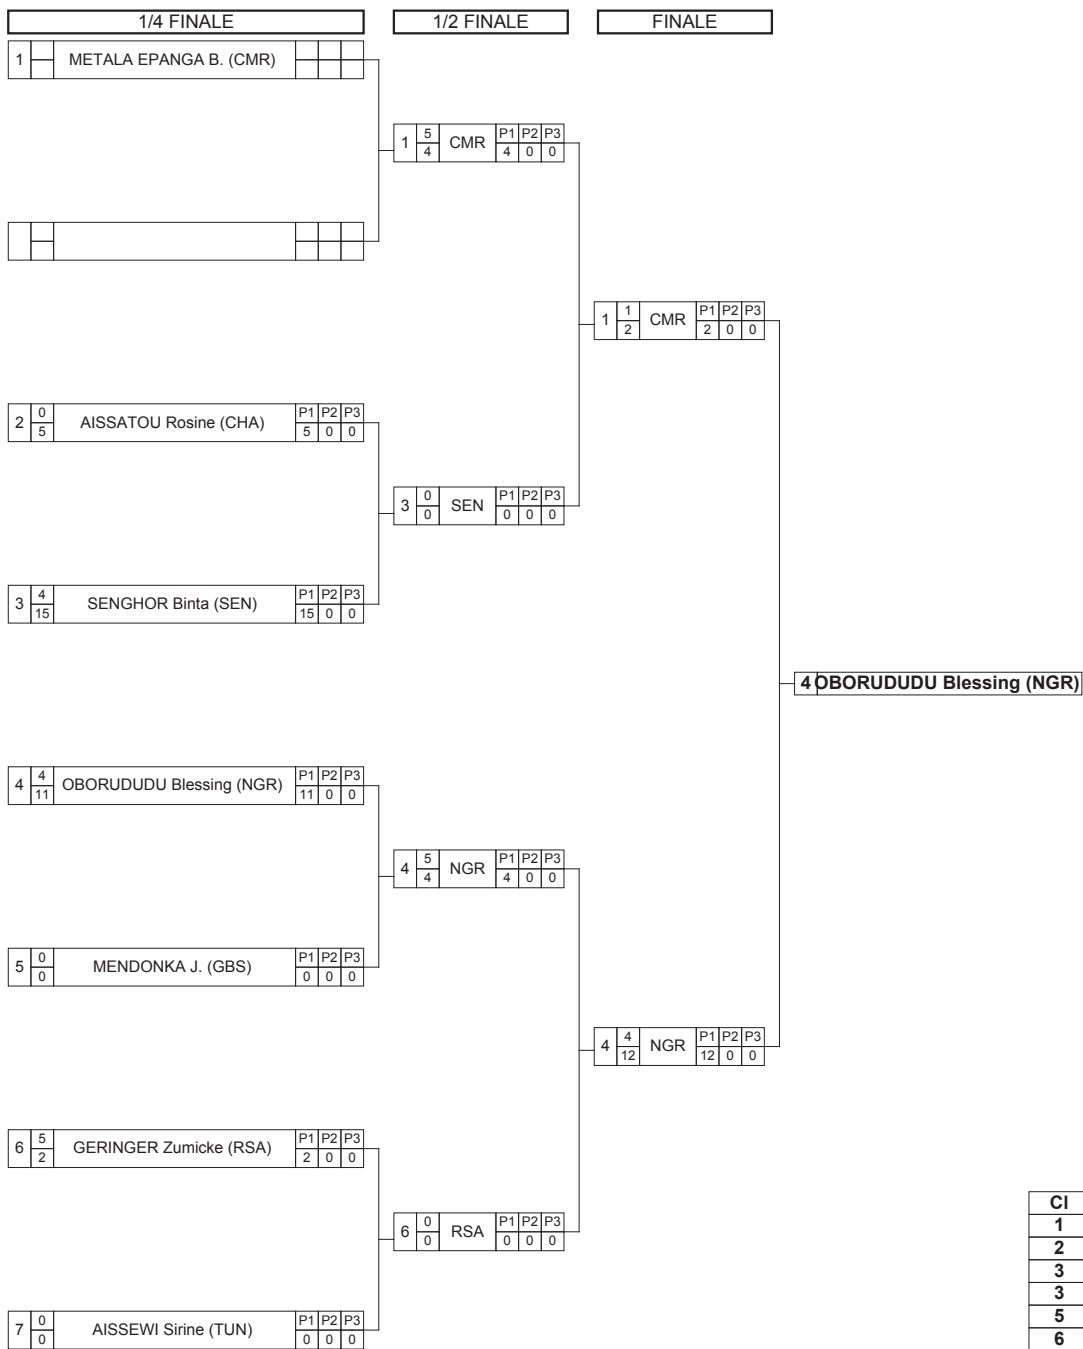 1/4 FINALE 1/2 FINALE FINALE
1 METALA EPANGA B. (CMR)
1 5 CMR P1 P2 P3
4 4 0 0
1 1 CMR P1 P2 P3
2 2 0 0
2 0 AISSATOU Rosine (CHA) P1 P2 P3
5 5 0 0
3 0 SEN P1 P2 P3
0 0 0 0
3 4 SENGHOR Binta (SEN) P1 P2 P3
15 15 0 0
4 OBORUDUDU Blessing (NGR)
4 4 OBORUDUDU Blessing (NGR) P1 P2 P3
11 11 0 0
4 5 NGR P1 P2 P3
4 4 0 0
5 0 MENDONKA J. (GBS) P1 P2 P3
0 0 0 0
4 4 NGR P1 P2 P3
12 12 0 0
6 5 GERINGER Zumicke (RSA) P1 P2 P3
2 2 0 0
6 0 RSA P1 P2 P3
0 0 0 0
7 0 AISSEWI Sirine (TUN) P1 P2 P3
0 0 0 0
Cl
1
2
3
3
5
6